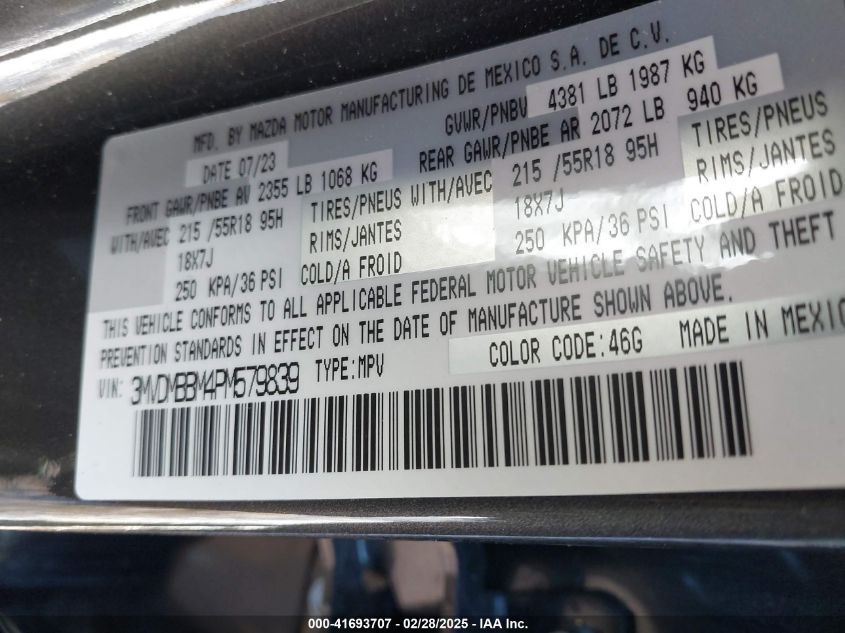 MFD. BY MAZDA MOTOR MANUFACTURING DE MEXICO S.A. DE C.V.
DATE 07/23 GVWR/PNBV 4381 LB 1987 KG
FRONT GAWR/PNBE AV 2355 LB 1068 KG REAR GAWR/PNBE AR 2072 LB 940 KG
WITH/AVEC 215 /55R18 95H TIRES/PNEUS WITH/AVEC 215 /55R18 95H TIRES/PNEUS
18X7J RIMS/JANTES 18X7J RIMS/JANTES
250 KPA/36 PSI COLD/A FROID 250 KPA/36 PSI COLD/A FROID
THIS VEHICLE CONFORMS TO ALL APPLICABLE FEDERAL MOTOR VEHICLE SAFETY AND THEFT
PREVENTION STANDARDS IN EFFECT ON THE DATE OF MANUFACTURE SHOWN ABOVE.
VIN: 3MVDMBBM4PM579839 TYPE:MPV COLOR CODE:46G MADE IN MEXIC
000-41693707 / 02/28/2025 - IAA Inc.